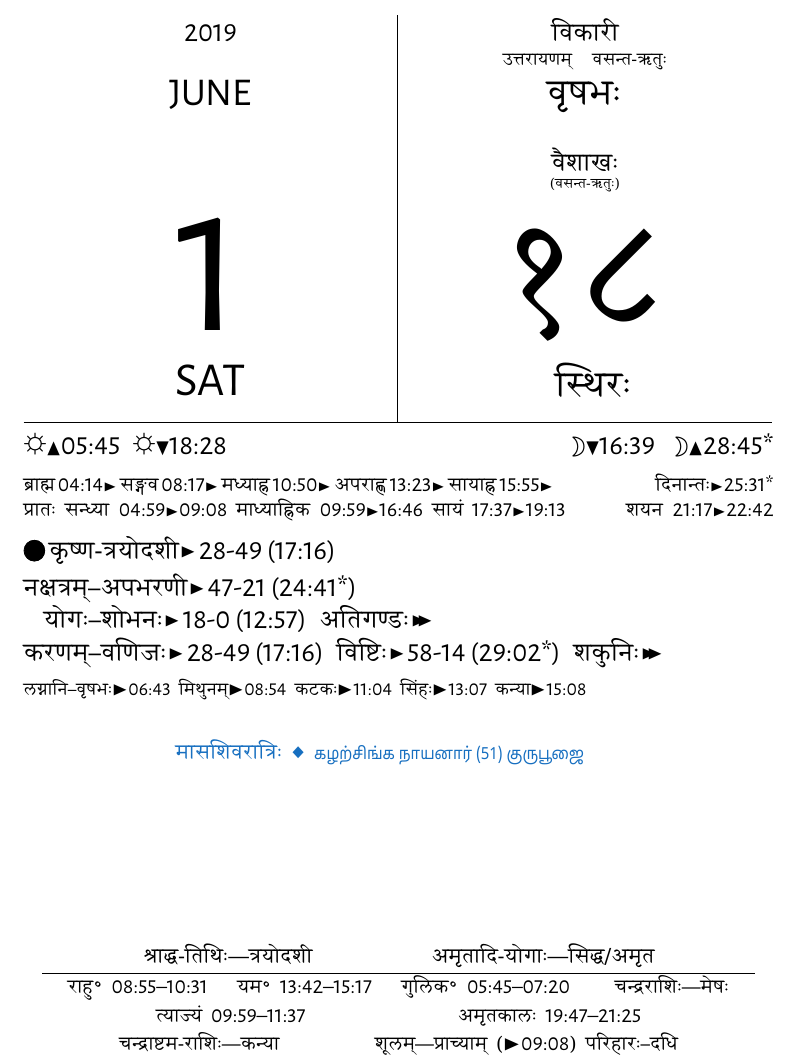 2019
JUNE
1
SAT
विकारी
उत्तरायणम् वसन्त-ऋतुः
वृषभः
वैशाखः
(वसन्त-ऋतुः)
१८
स्थिरः
☼▲05:45 ☼▼18:28 ☽▼16:39 ☽▲28:45*
ब्राह्म 04:14► सङ्गव 08:17► मध्याह्न 10:50► अपराह्ण 13:23► सायाह्न 15:55► दिनान्तः►25:31*
प्रातः सन्ध्या 04:59►09:08 माध्याह्निक 09:59►16:46 सायं 17:37►19:13 शयन 21:17►22:42
●कृष्ण-त्रयोदशी►28-49 (17:16)
नक्षत्रम्–अपभरणी►47-21 (24:41*)
योगः–शोभनः►18-0 (12:57) अतिगण्डः►►
करणम्–वणिजः►28-49 (17:16) विष्टिः►58-14 (29:02*) शकुनिः►►
लग्नानि–वृषभः►06:43 मिथुनम्►08:54 कटकः►11:04 सिंहः►13:07 कन्या►15:08
मासशिवरात्रिः ◆ கழற்சிங்க நாயனார் (51) குருபூஜை
श्राद्ध-तिथिः—त्रयोदशी अमृतादि-योगाः—सिद्ध/अमृत
राहु॰ 08:55–10:31 यम॰ 13:42–15:17 गुलिक॰ 05:45–07:20 चन्द्रराशिः—मेषः
त्याज्यं 09:59–11:37 अमृतकालः 19:47–21:25
चन्द्राष्टम-राशिः—कन्या शूलम्—प्राच्याम् (►09:08) परिहारः–दधि